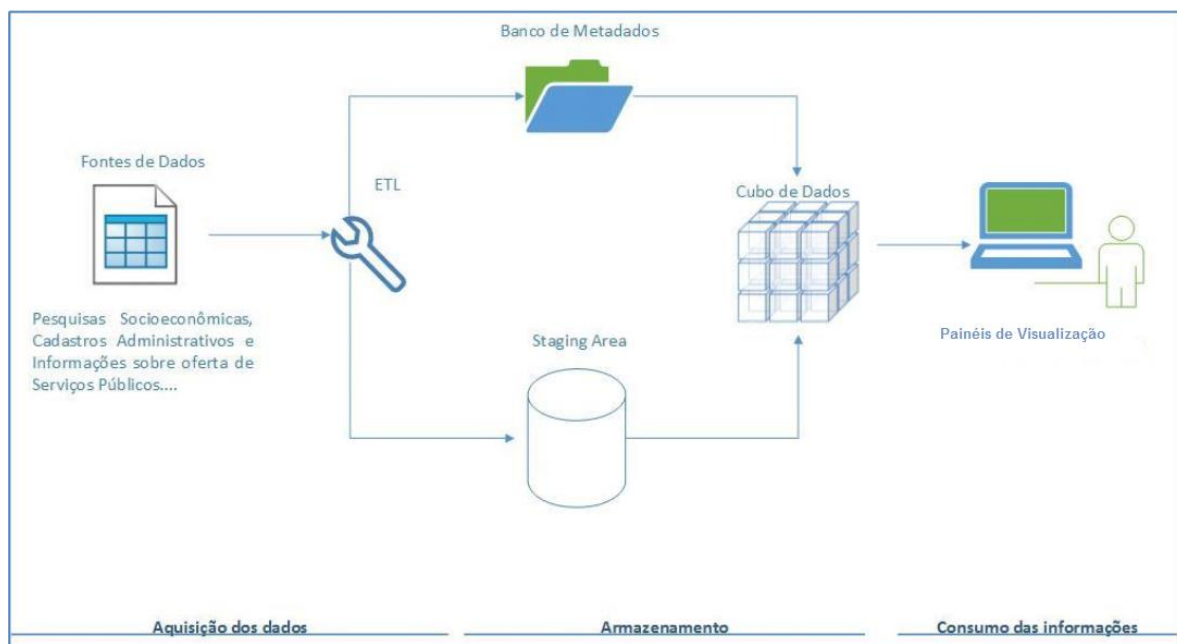 Banco de Metadados
Fontes de Dados
ETL
Cubo de Dados
Pesquisas Socioeconômicas,
Cadastros Administrativos e
Informações sobre oferta de
Serviços Públicos....
Staging Area
Painéis de Visualização
Aquisição dos dados
Armazenamento
Consumo das informações